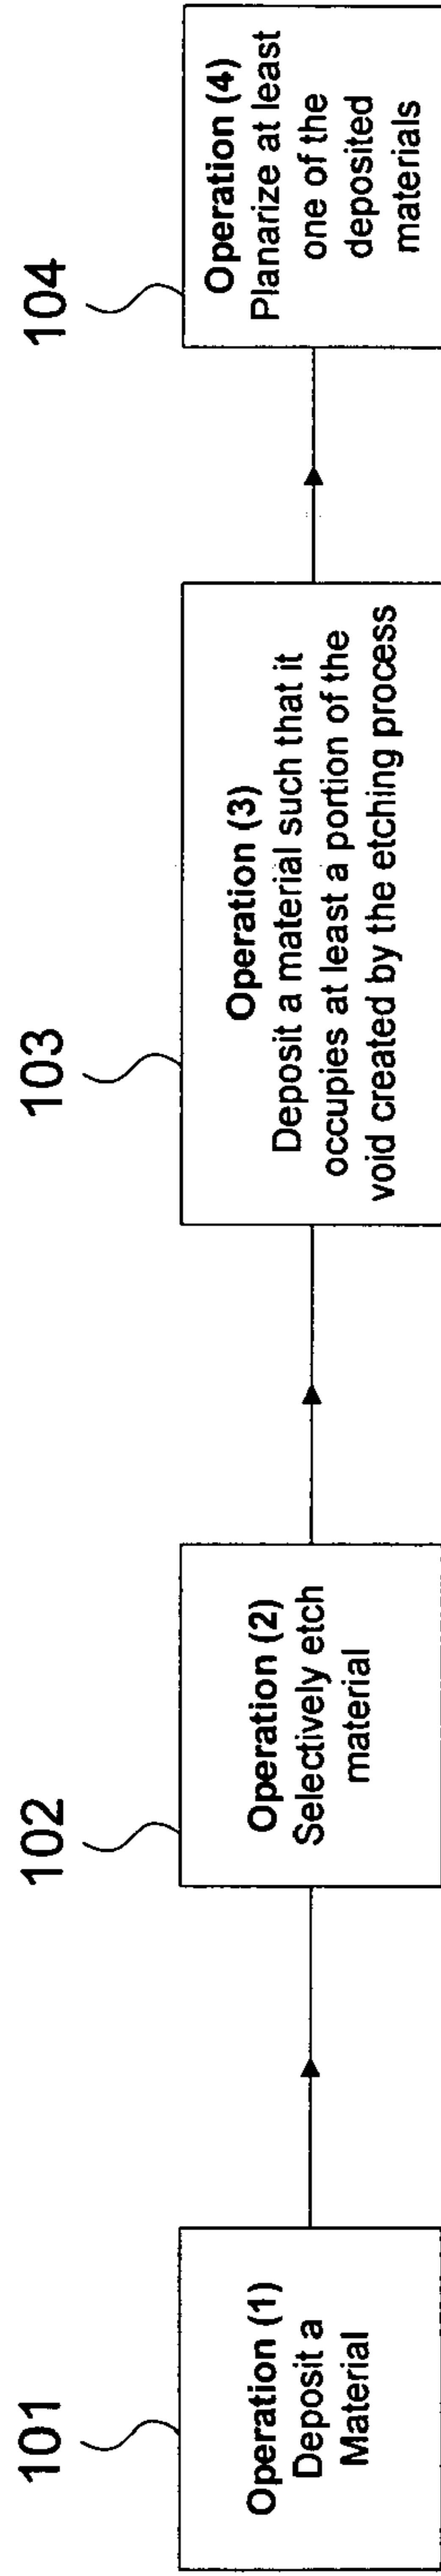 101
Operation (1)
Deposit a
Material
102
Operation (2)
Selectively etch
material
103
Operation (3)
Deposit a material such that it
occupies at least a portion of the
void created by the etching process
104
Operation (4)
Planarize at least
one of the
deposited
materials